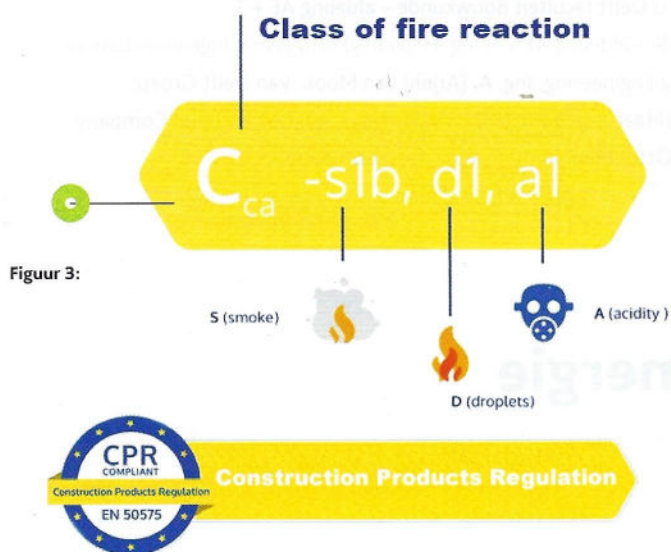 Class of fire reaction
Cca -s1b, d1, a1
Figuur 3:
S (smoke)
A (acidity )
D (droplets)
CPR
COMPLIANT
Construction Products Regulation
EN 50575
Construction Products Regulation